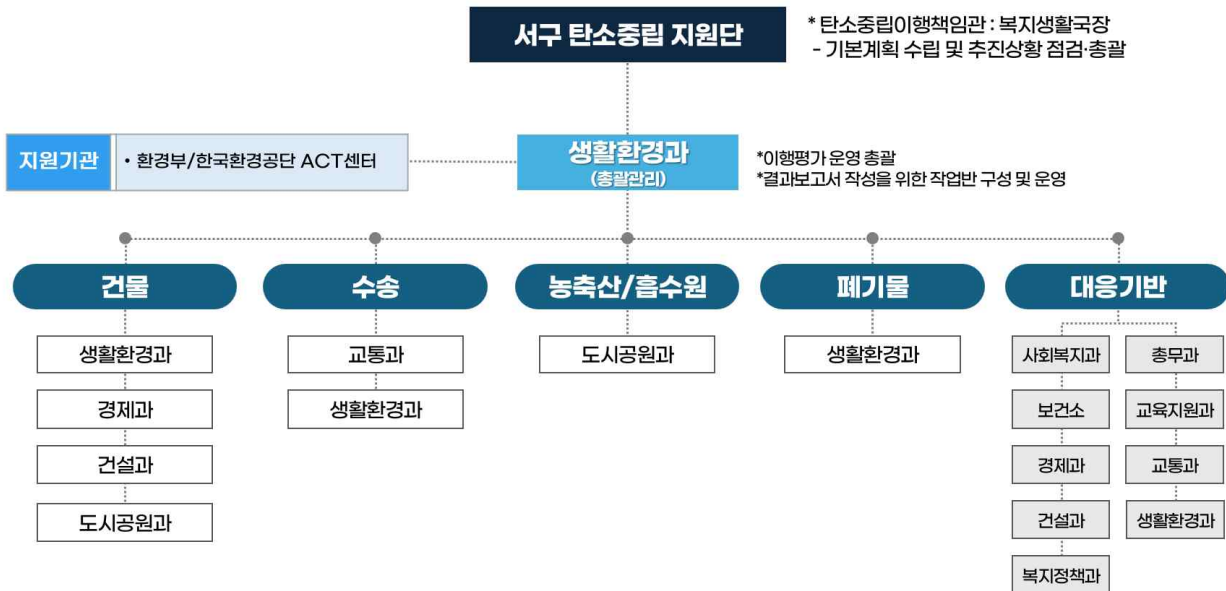 서구 탄소중립 지원단
* 탄소중립이행책임관 : 복지생활국장
- 기본계획 수립 및 추진상황 점검·총괄
지원기관
• 환경부/한국환경공단 ACT센터
생활환경과
(총괄관리)
*이행평가 운영 총괄
*결과보고서 작성을 위한 작업반 구성 및 운영
건물
생활환경과
경제과
건설과
도시공원과
수송
교통과
생활환경과
농축산/흡수원
도시공원과
폐기물
생활환경과
대응기반
사회복지과
보건소
경제과
건설과
복지정책과
총무과
교육지원과
교통과
생활환경과